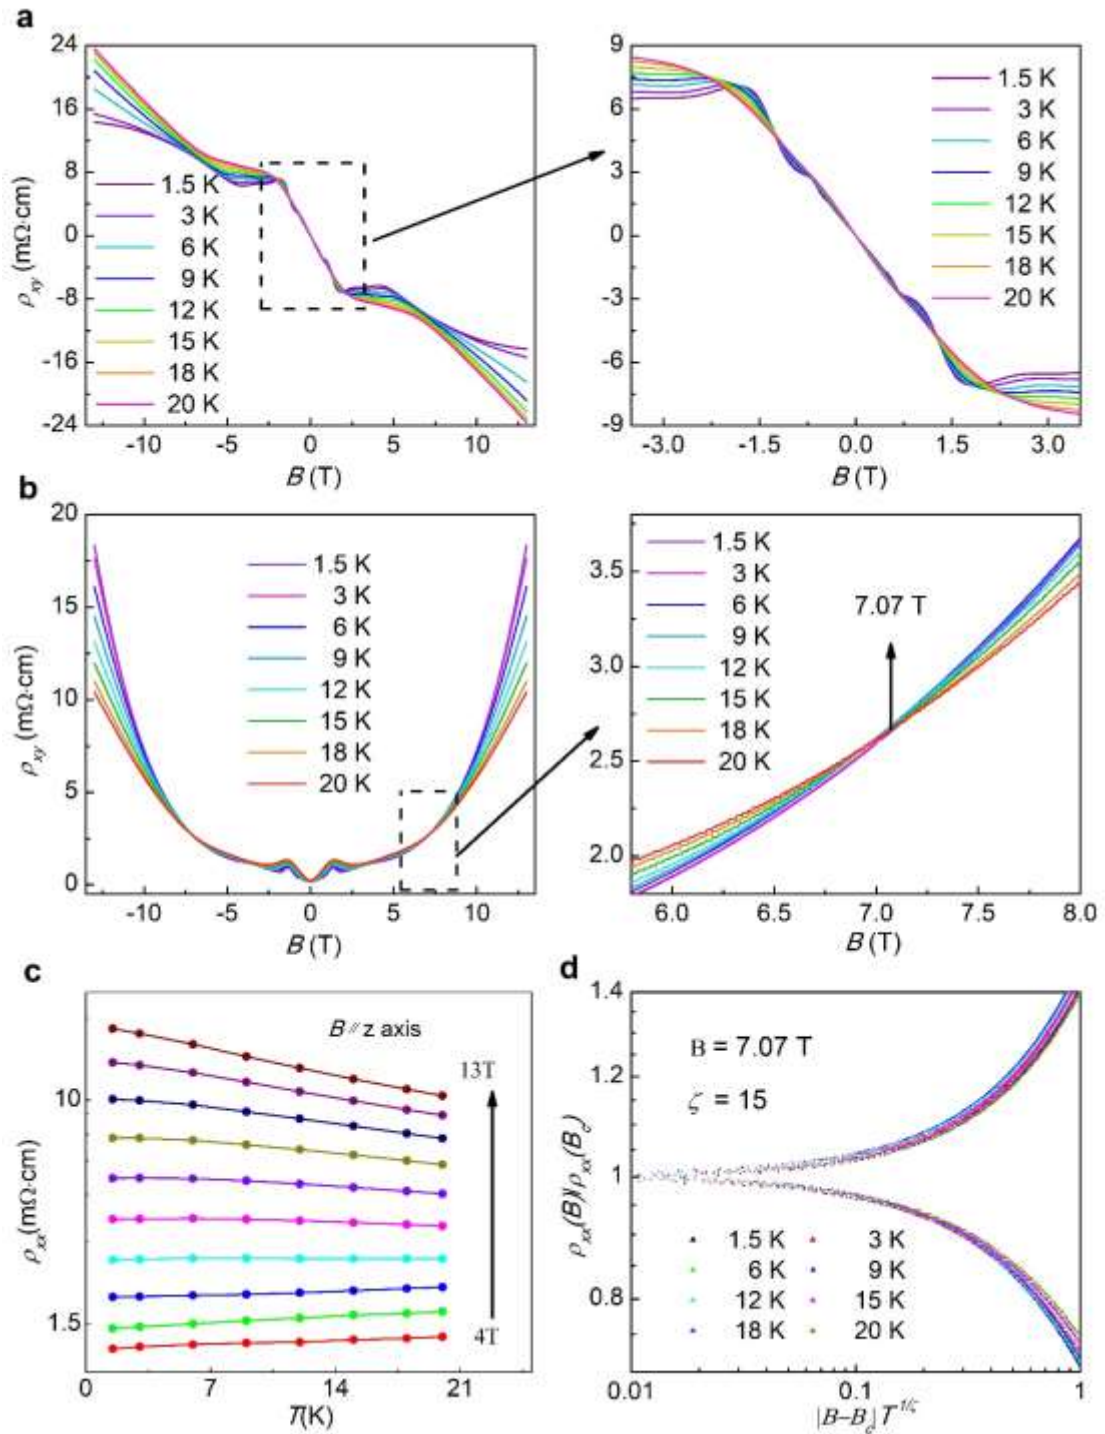 a
24
16
8
0
-8
-16
-24
ρxy (mΩ·cm)
1.5 K
3 K
6 K
9 K
12 K
15 K
18 K
20 K
-10 -5 0 5 10
B (T)
9
6
3
0
-3
-6
-9
1.5 K
3 K
6 K
9 K
12 K
15 K
18 K
20 K
-3.0 -1.5 0.0 1.5 3.0
B (T)
b
20
15
10
5
0
ρxy (mΩ·cm)
1.5 K
3 K
6 K
9 K
12 K
15 K
18 K
20 K
-10 -5 0 5 10
B (T)
3.5
3.0
2.5
2.0
1.5 K
3 K
6 K
9 K
12 K
15 K
18 K
20 K
7.07 T
6.0 6.5 7.0 7.5 8.0
B (T)
c
B // z axis
13T
4T
10
1.5
ρxx (mΩ·cm)
0 7 14 21
T(K)
d
1.4
1.2
1
0.8
ρxx(B)/ρxx(Bc)
B = 7.07 T
ζ = 15
1.5 K 3 K
6 K 9 K
12 K 15 K
18 K 20 K
0.01 0.1 1
|B-Bc|T^1/ζ